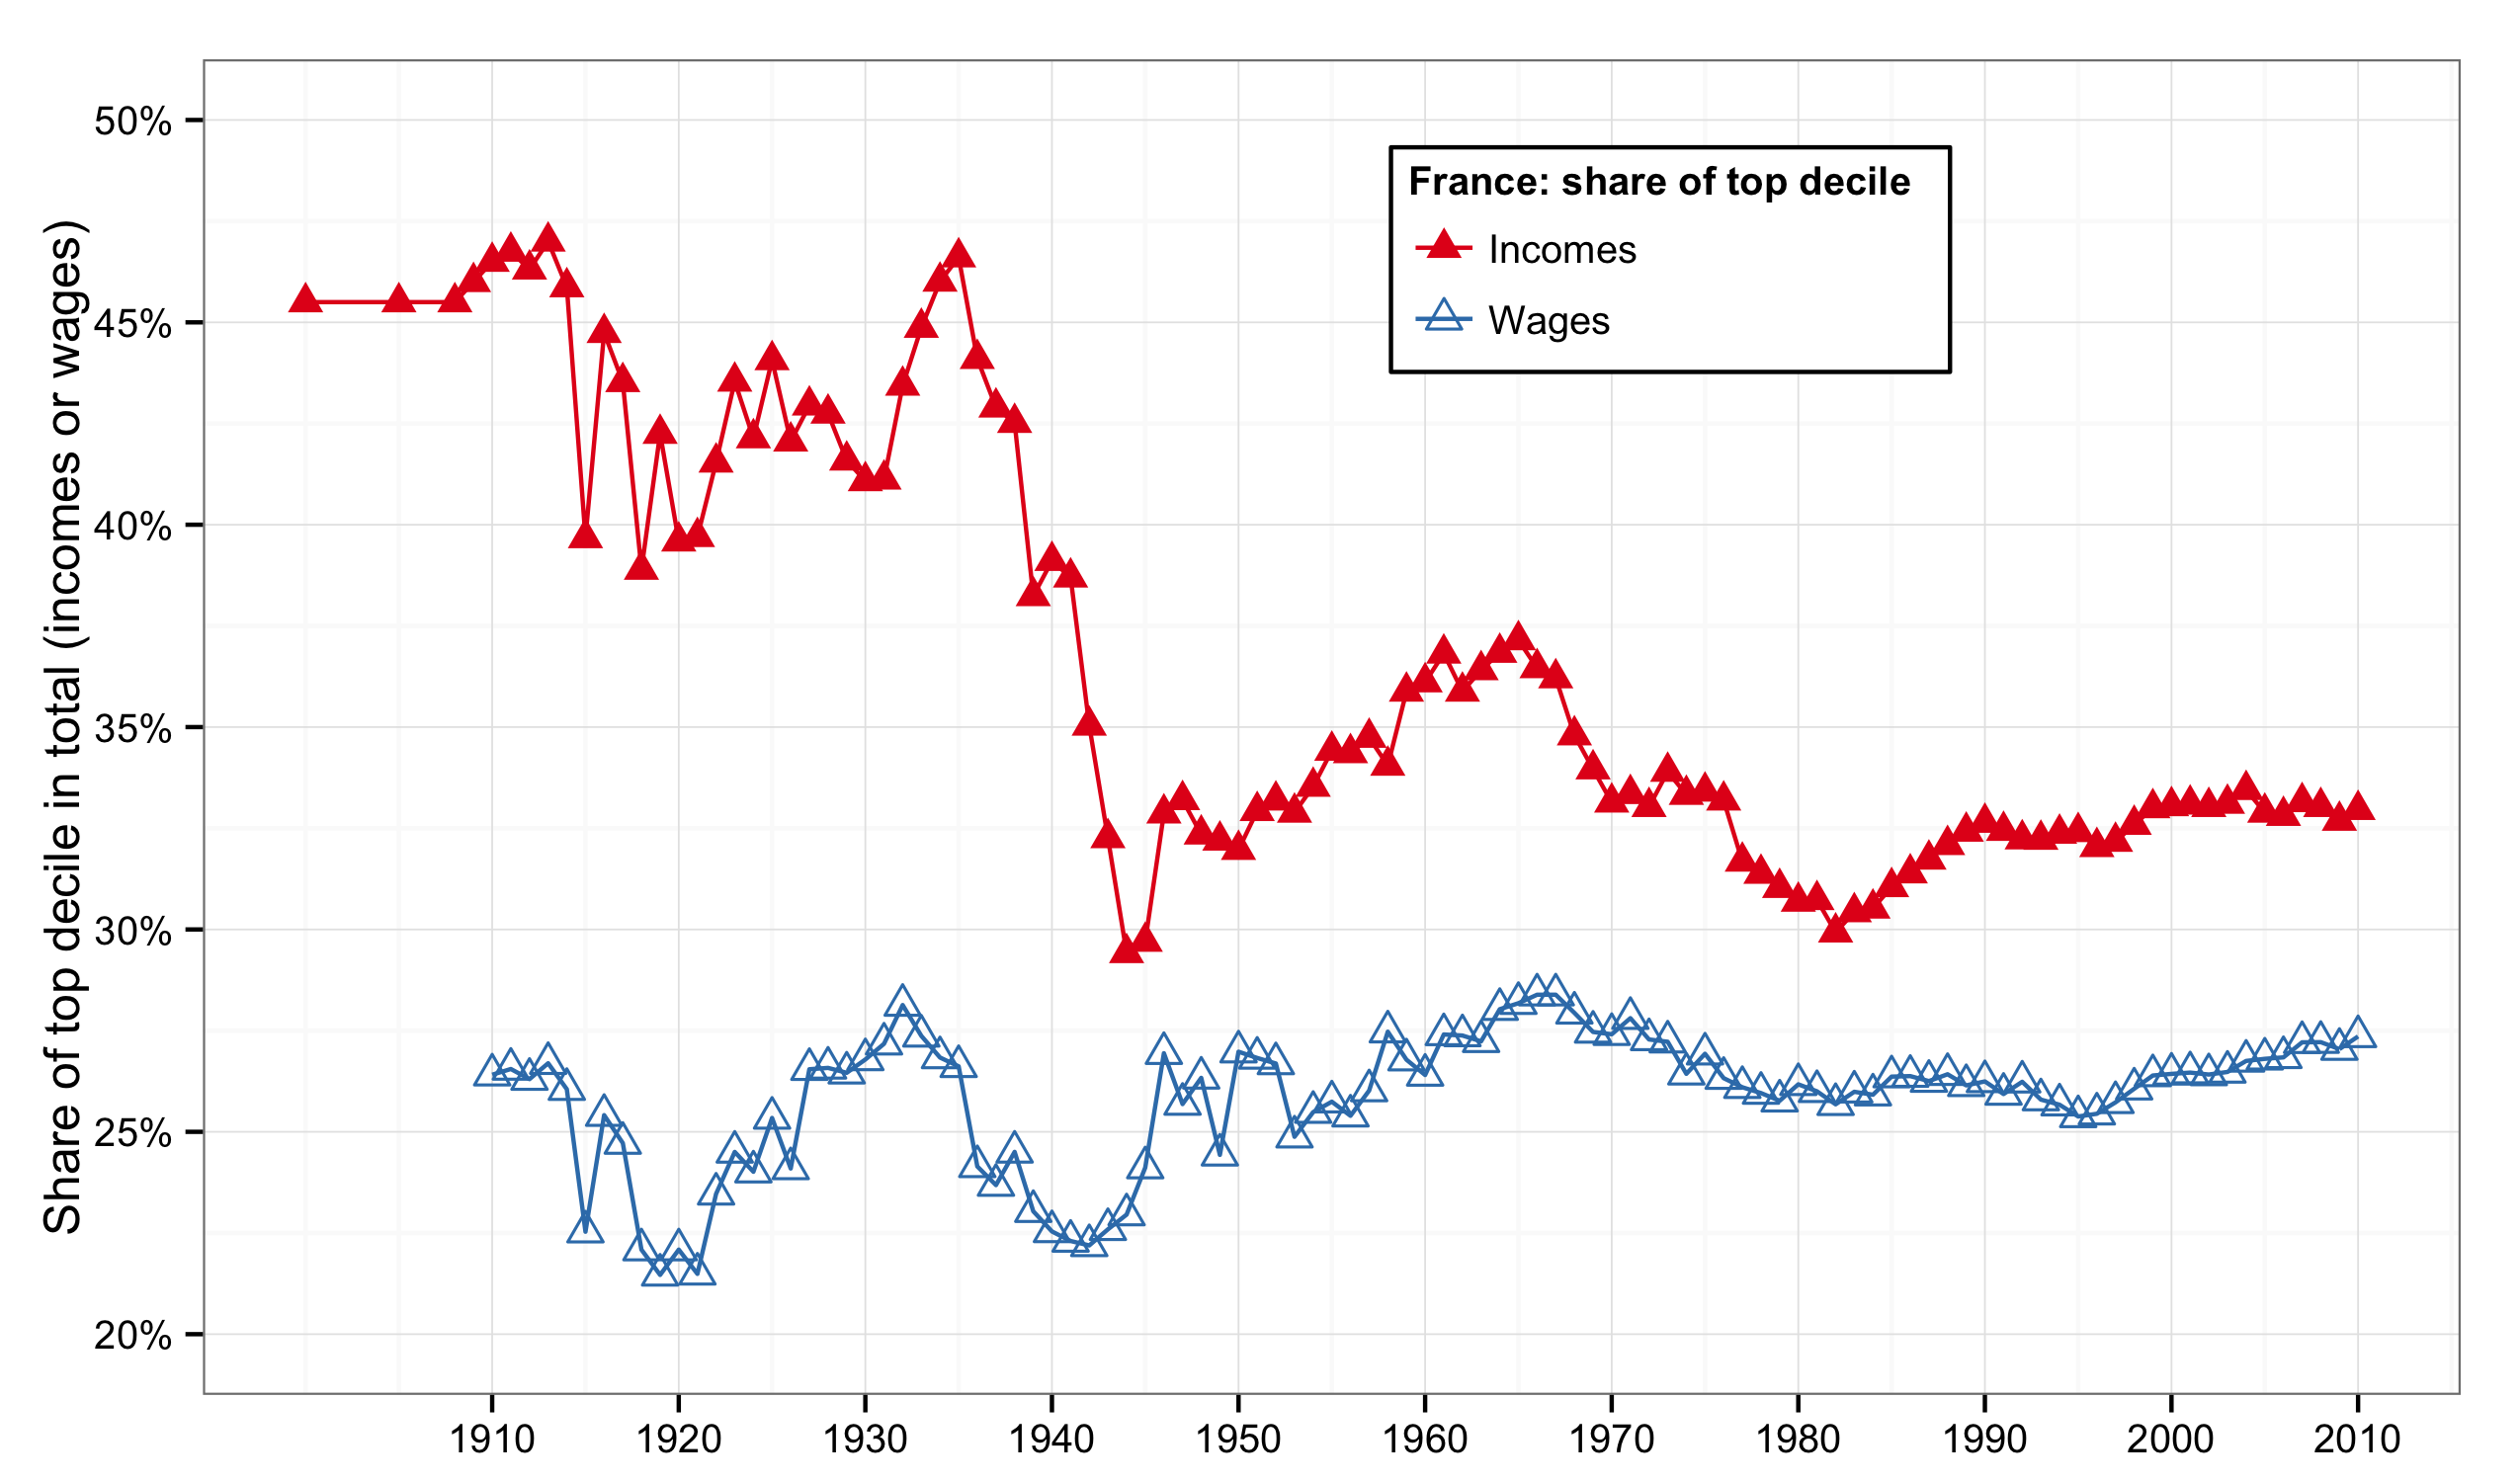 50%
45%
40%
35%
30%
25%
20%
Share of top decile in total (incomes or wages)
France: share of top decile
Incomes
Wages
1910 1920 1930 1940 1950 1960 1970 1980 1990 2000 2010